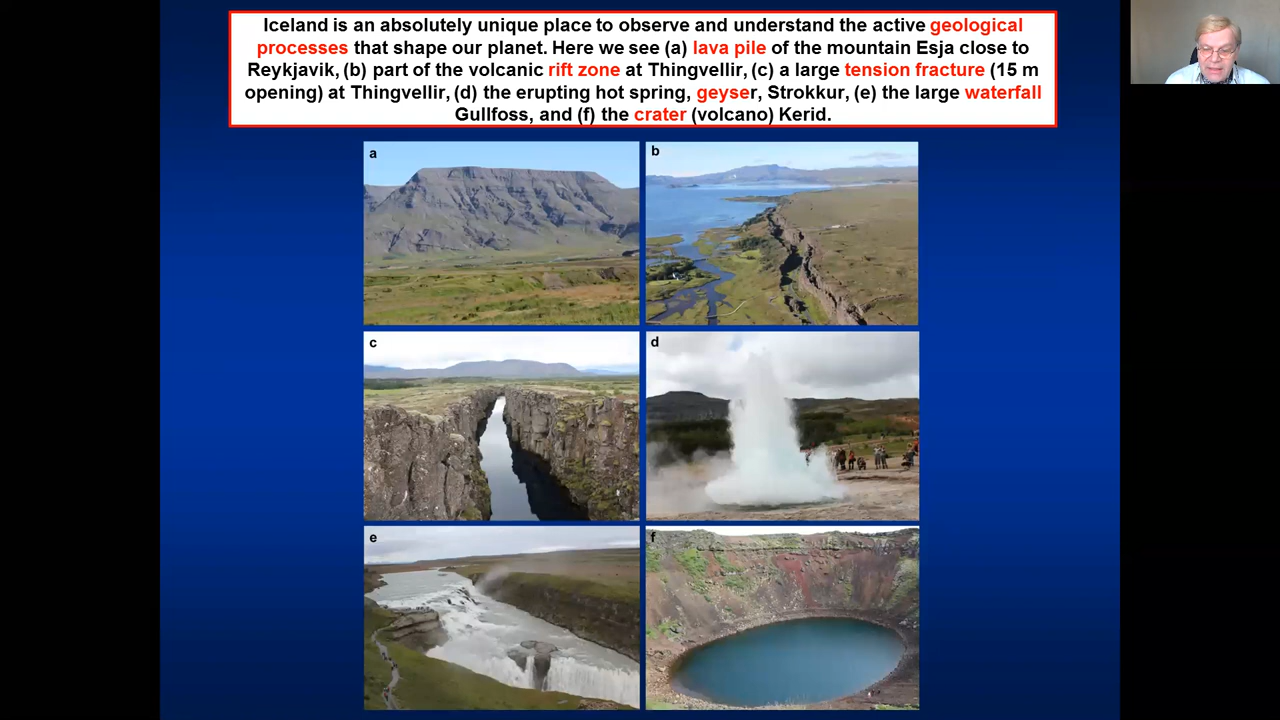 Iceland is an absolutely unique place to observe and understand the active geological
processes that shape our planet. Here we see (a) lava pile of the mountain Esja close to
Reykjavik, (b) part of the volcanic rift zone at Thingvellir, (c) a large tension fracture (15 m
opening) at Thingvellir, (d) the erupting hot spring, geyser, Strokkur, (e) the large waterfall
Gullfoss, and (f) the crater (volcano) Kerid.
a
b
c
d
e
f